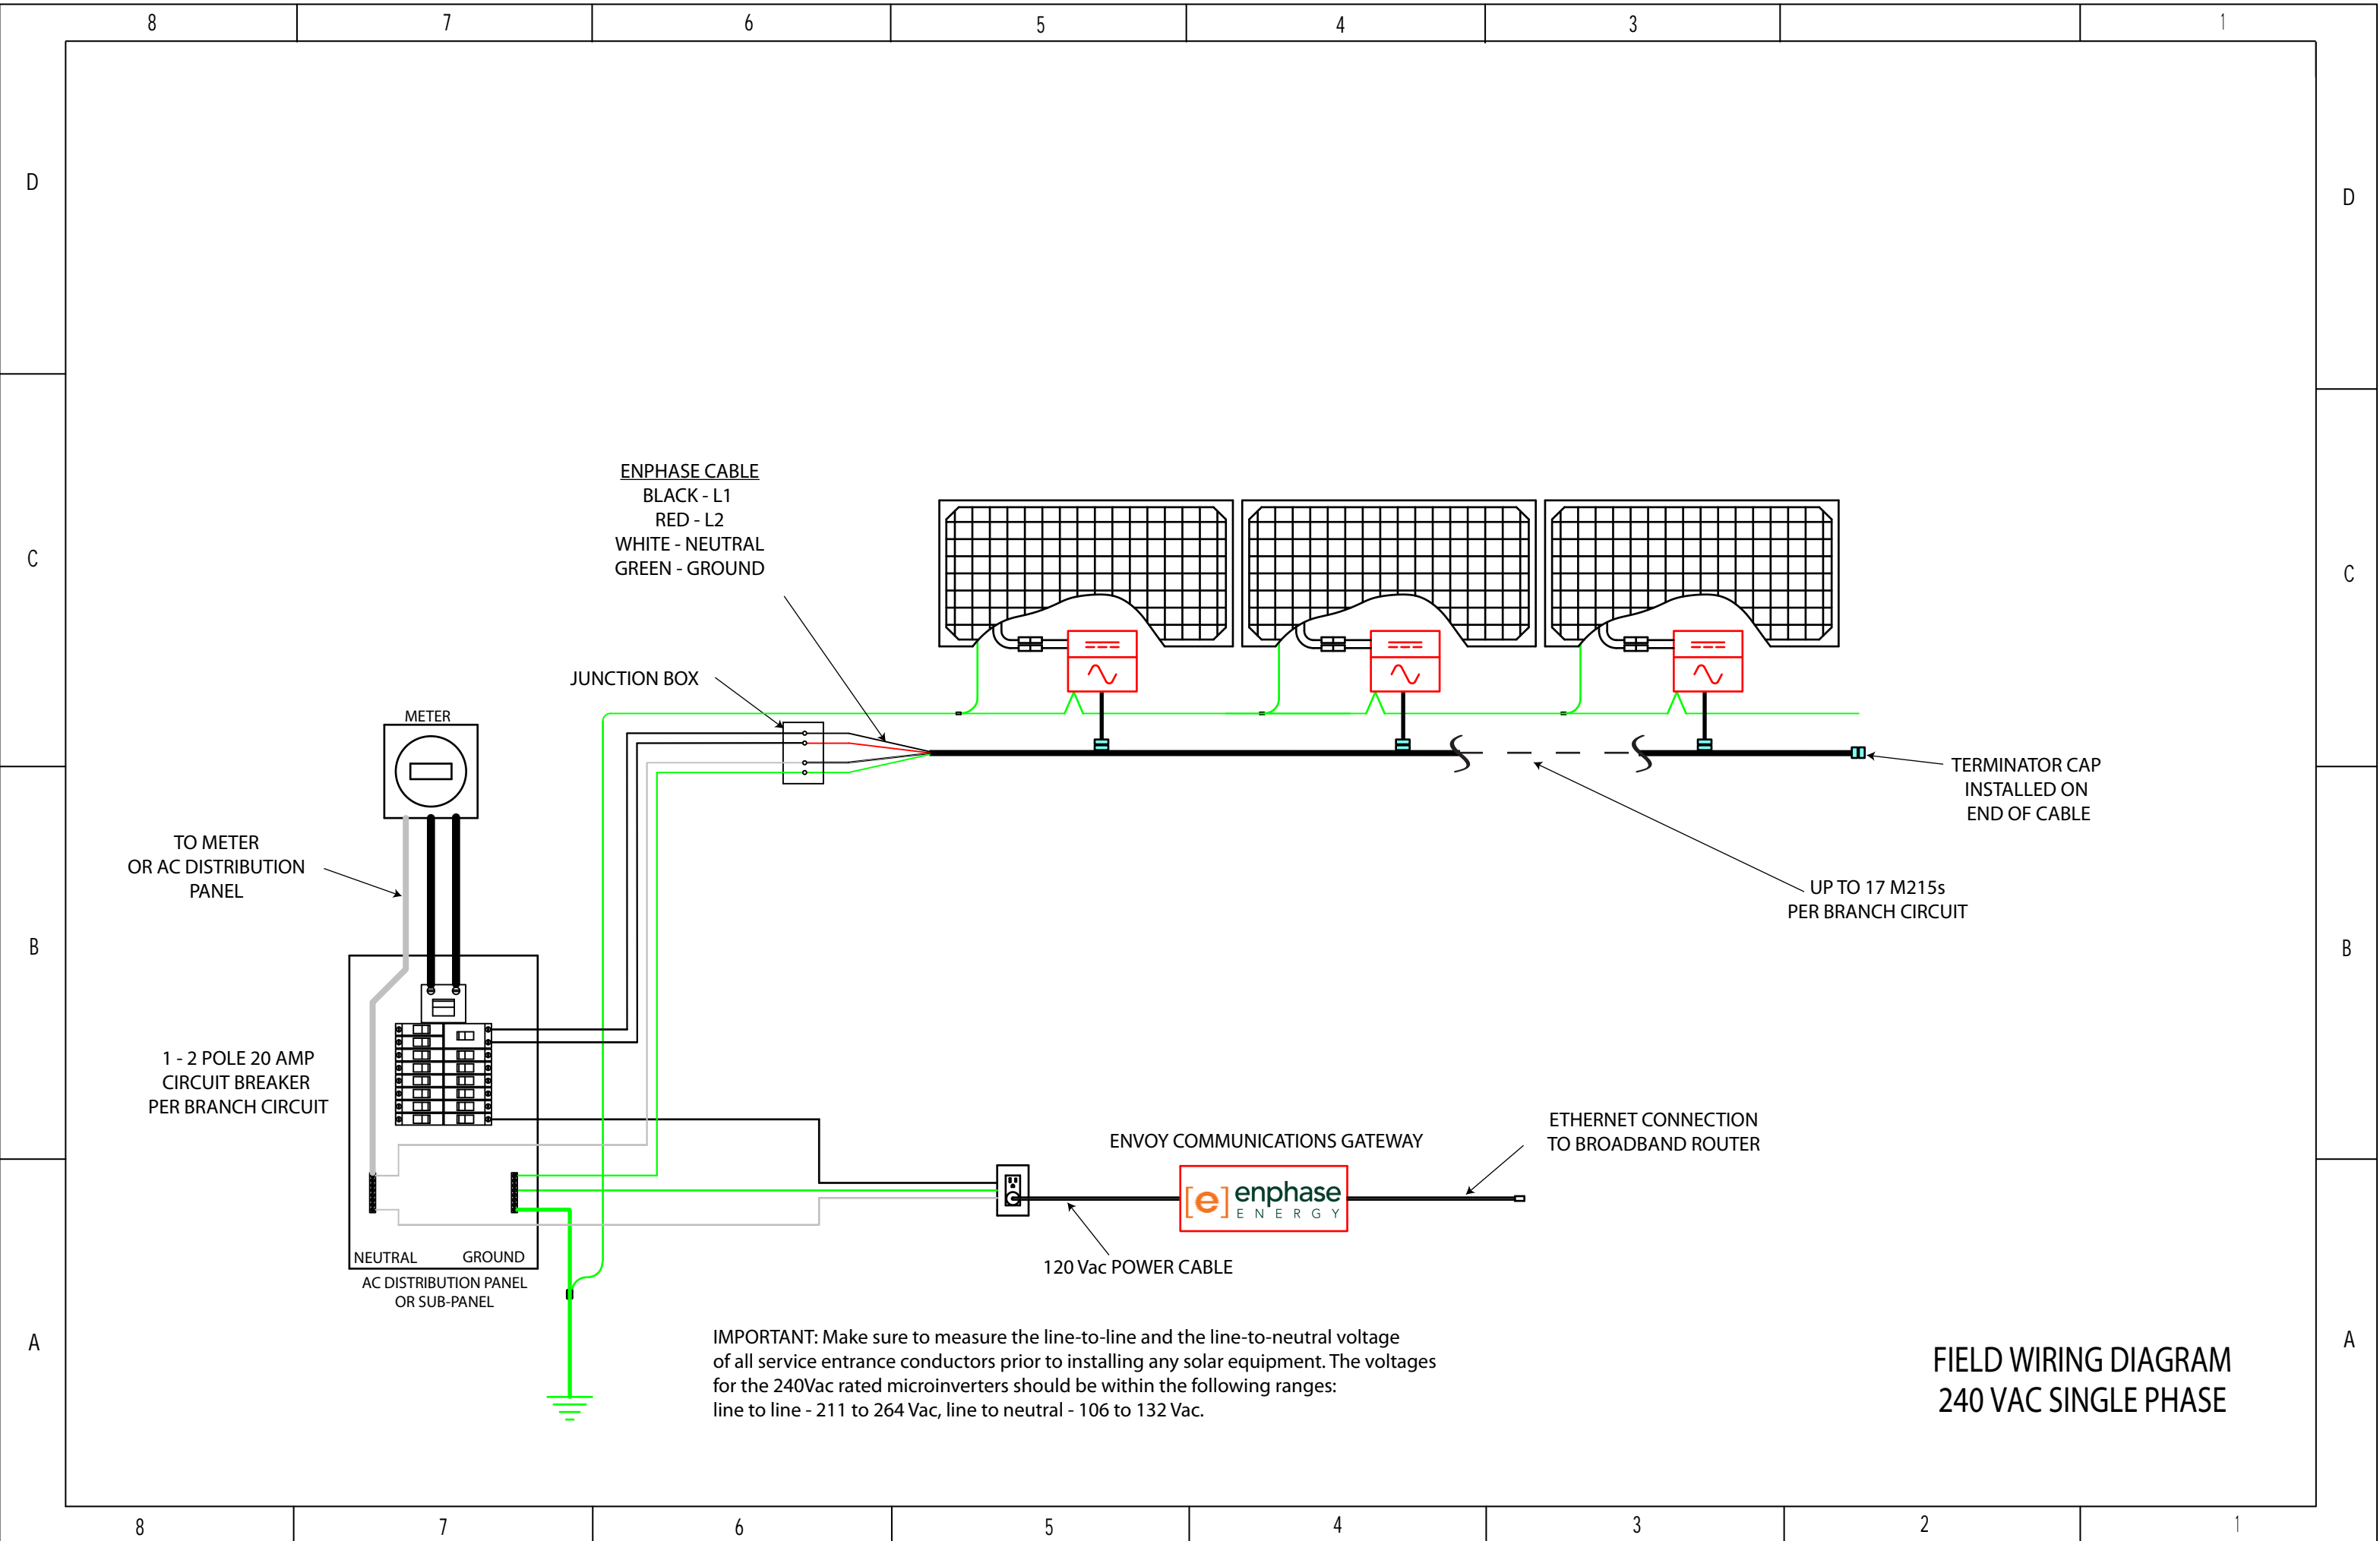 8 7 6 5 4 3 1
D
D
ENPHASE CABLE
BLACK - L1
RED - L2
WHITE - NEUTRAL
GREEN - GROUND
C
C
JUNCTION BOX
METER
TERMINATOR CAP
INSTALLED ON
END OF CABLE
TO METER
OR AC DISTRIBUTION
PANEL
UP TO 17 M215s
PER BRANCH CIRCUIT
B
B
1 - 2 POLE 20 AMP
CIRCUIT BREAKER
PER BRANCH CIRCUIT
ENVOY COMMUNICATIONS GATEWAY
ETHERNET CONNECTION
TO BROADBAND ROUTER
[e] enphase
ENERGY
NEUTRAL GROUND
120 Vac POWER CABLE
AC DISTRIBUTION PANEL
OR SUB-PANEL
A
A
IMPORTANT: Make sure to measure the line-to-line and the line-to-neutral voltage
of all service entrance conductors prior to installing any solar equipment. The voltages
for the 240Vac rated microinverters should be within the following ranges:
line to line - 211 to 264 Vac, line to neutral - 106 to 132 Vac.
FIELD WIRING DIAGRAM
240 VAC SINGLE PHASE
8 7 6 5 4 3 2 1